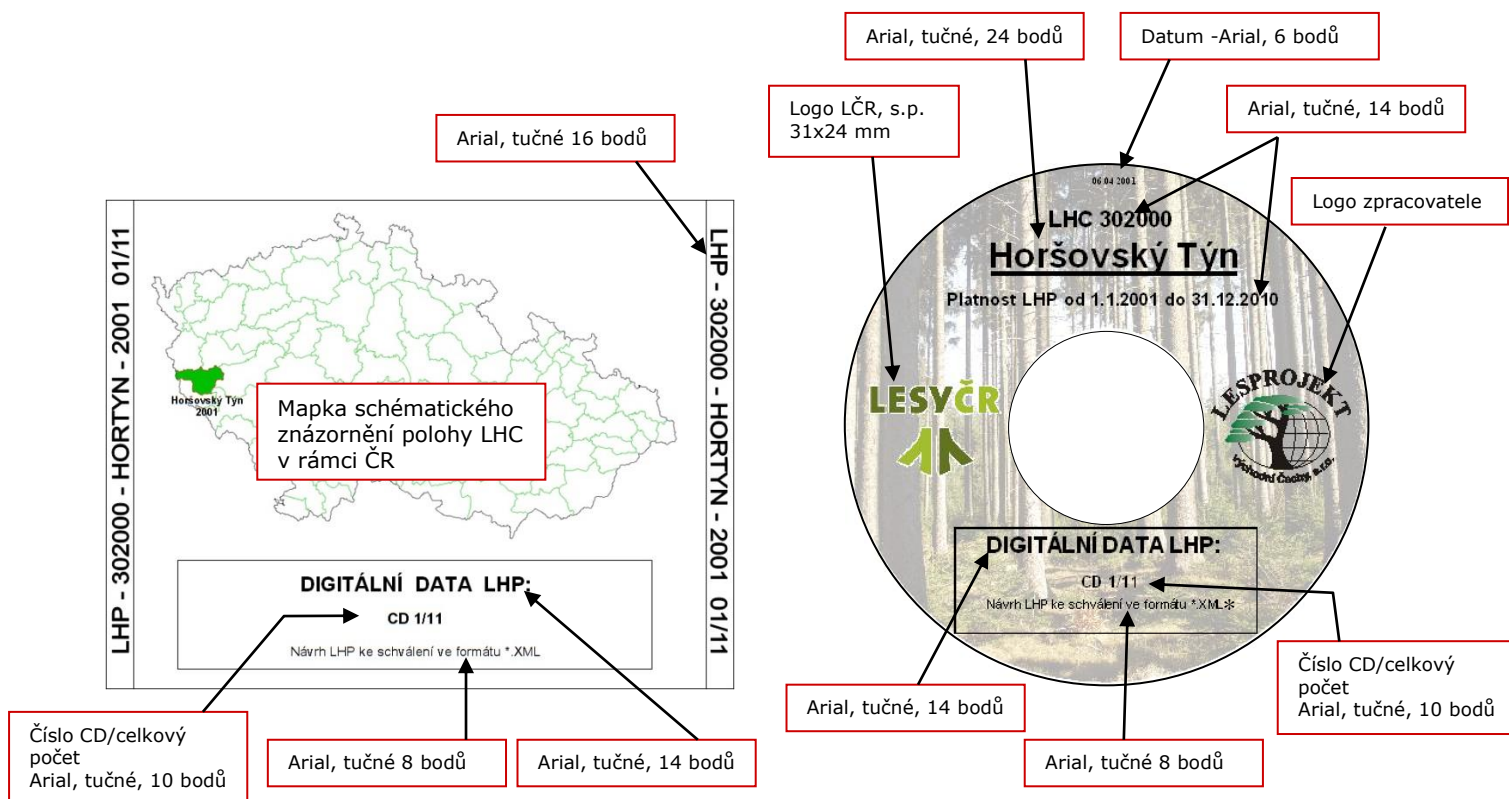 Arial, tučné, 24 bodů
Datum -Arial, 6 bodů
Logo LČR, s.p.
31x24 mm
Arial, tučné, 14 bodů
Arial, tučné 16 bodů
Logo zpracovatele
LHP - 302000 - HORTYN - 2001 01/11
Horšovský Týn
2001
Mapka schématického
znázornění polohy LHC
v rámci ČR
LHP - 302000 - HORTYN - 2001 01/11
DIGITÁLNÍ DATA LHP:
CD 1/11
Návrh LHP ke schválení ve formátu *.XML
Číslo CD/celkový
počet
Arial, tučné, 10 bodů
Arial, tučné 8 bodů
Arial, tučné, 14 bodů
06 04 2001
LHC 302000
Horšovský Týn
Platnost LHP od 1.1.2001 do 31.12.2010
LESYČR
LESPROJEKT
východní Čechy, s.r.o.
DIGITÁLNÍ DATA LHP:
CD 1/11
Návrh LHP ke schválení ve formátu *.XML*
Arial, tučné, 14 bodů
Arial, tučné 8 bodů
Číslo CD/celkový
počet
Arial, tučné, 10 bodů